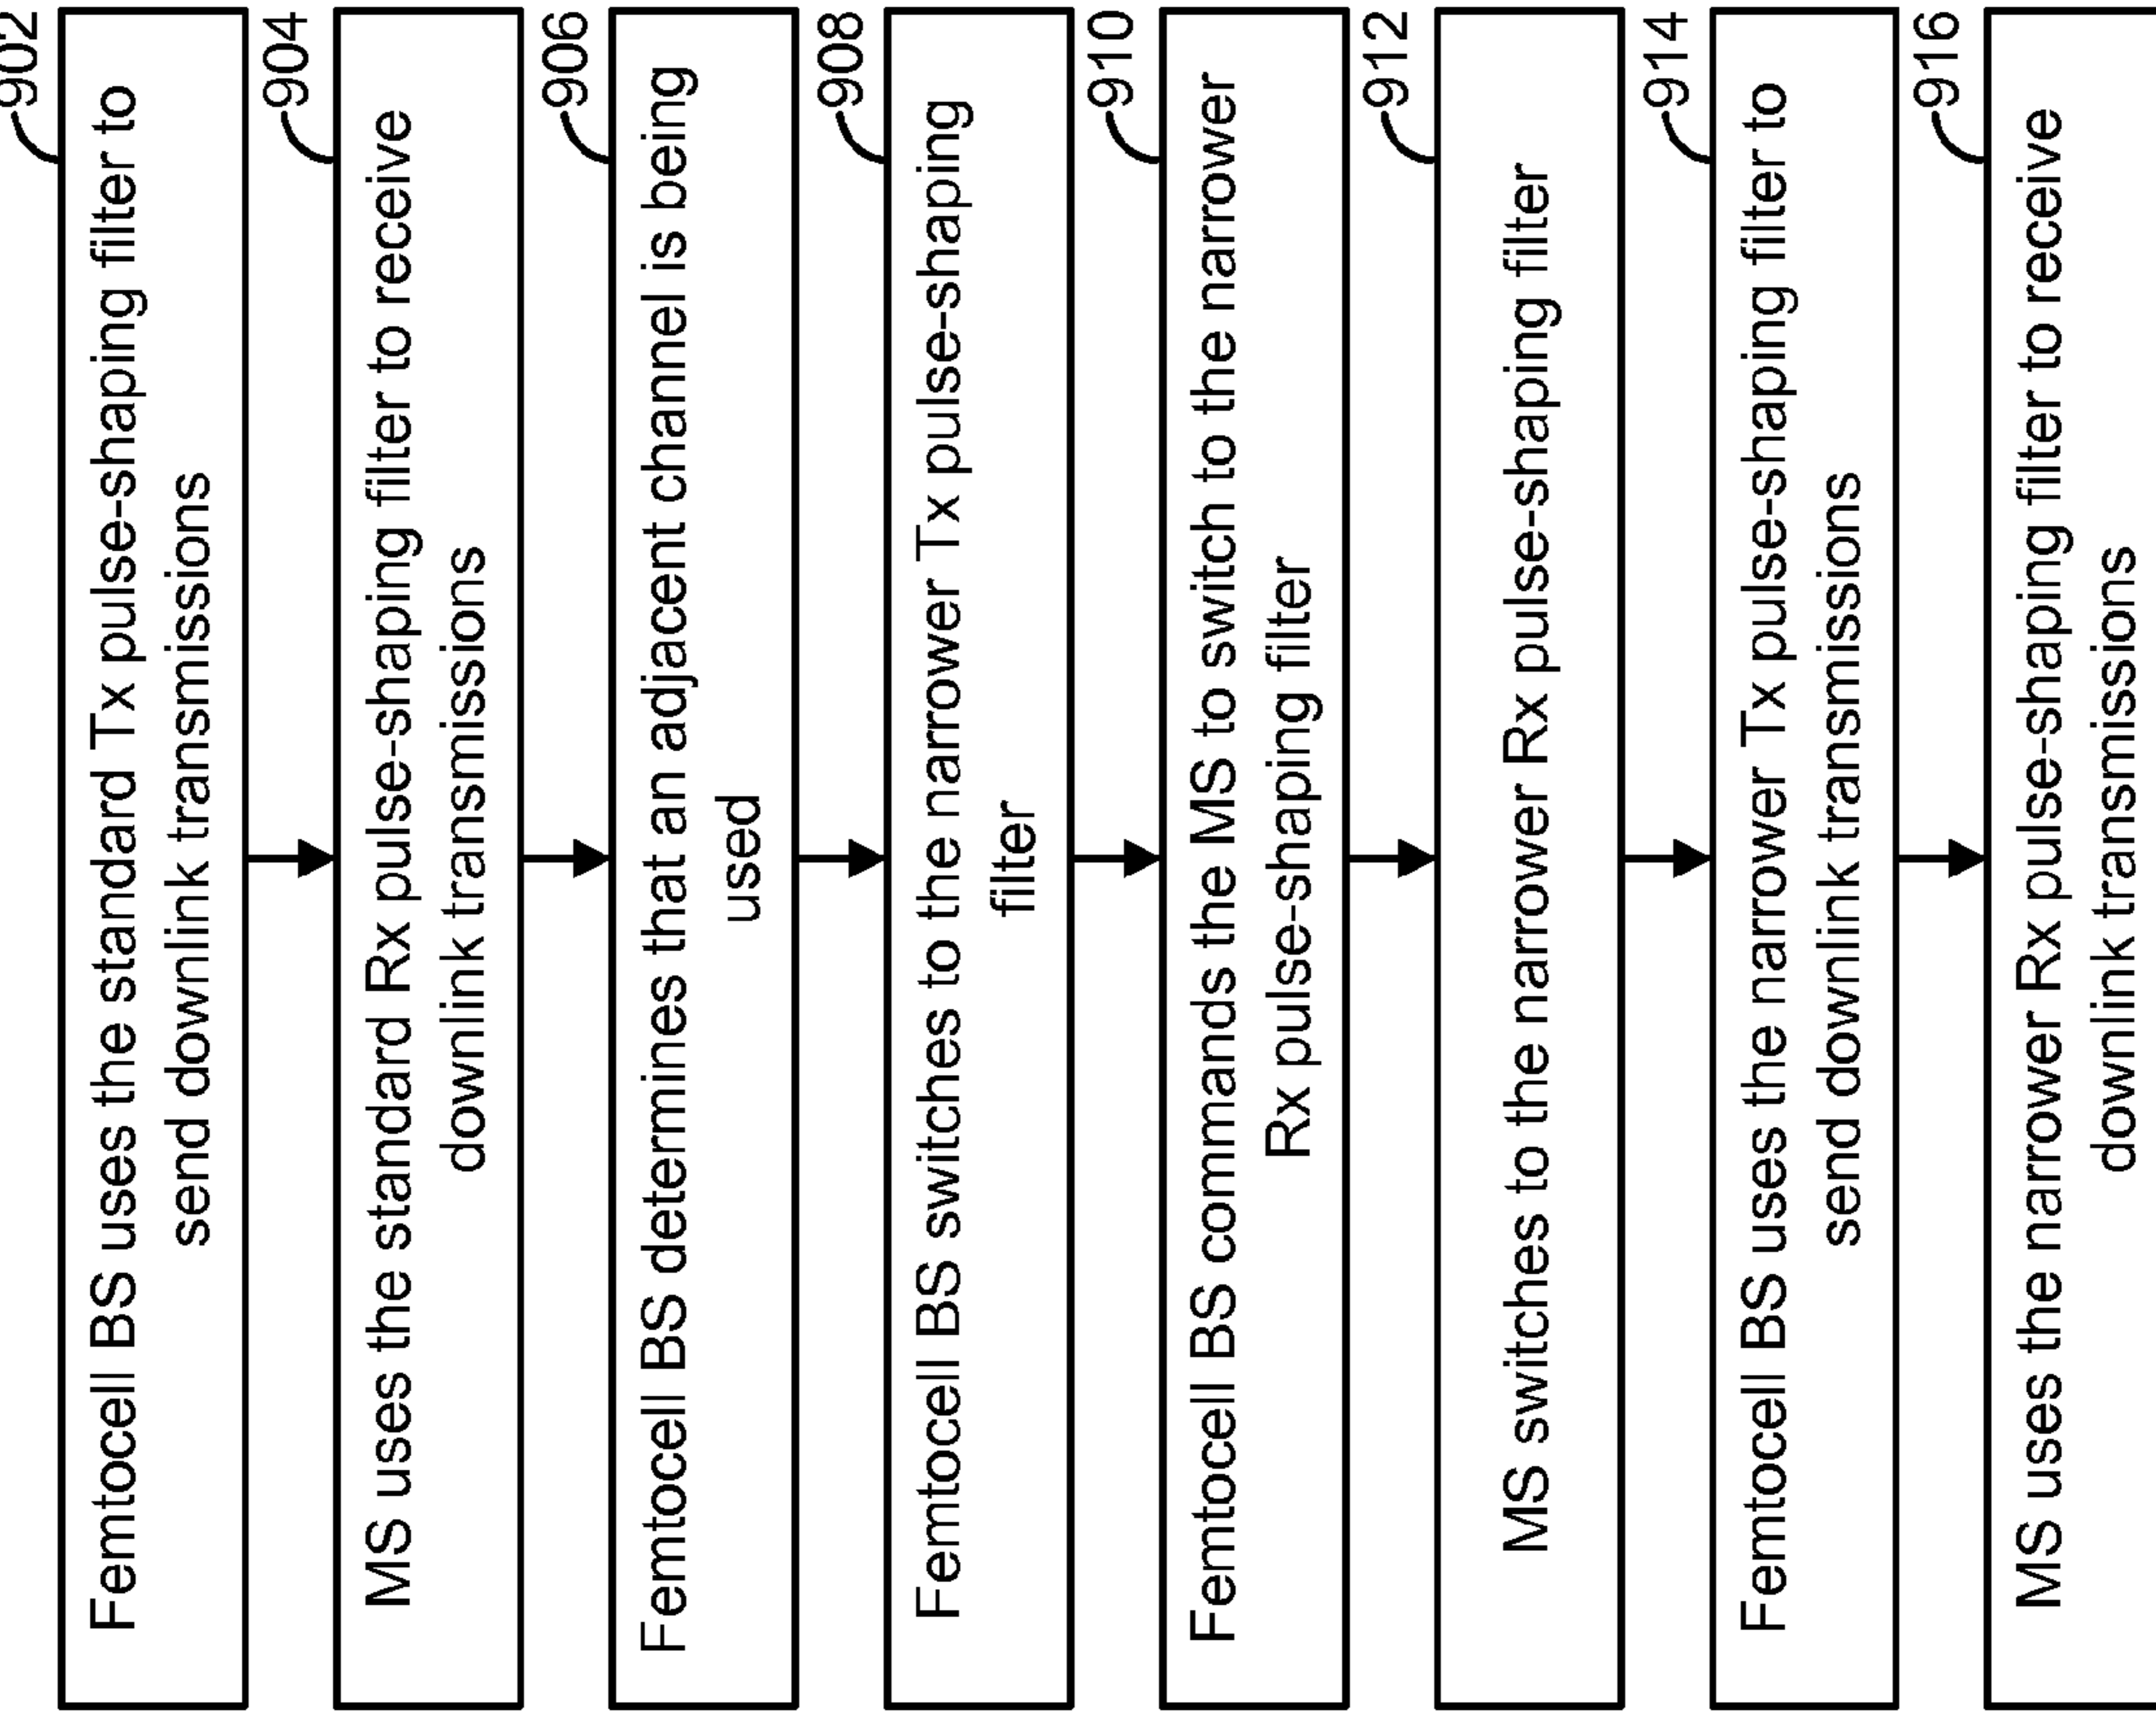 902
Femtocell BS uses the standard Tx pulse-shaping filter to
send downlink transmissions
904
MS uses the standard Rx pulse-shaping filter to receive
downlink transmissions
906
Femtocell BS determines that an adjacent channel is being
used
908
Femtocell BS switches to the narrower Tx pulse-shaping
filter
910
Femtocell BS commands the MS to switch to the narrower
Rx pulse-shaping filter
912
MS switches to the narrower Rx pulse-shaping filter
914
Femtocell BS uses the narrower Tx pulse-shaping filter to
send downlink transmissions
916
MS uses the narrower Rx pulse-shaping filter to receive
downlink transmissions